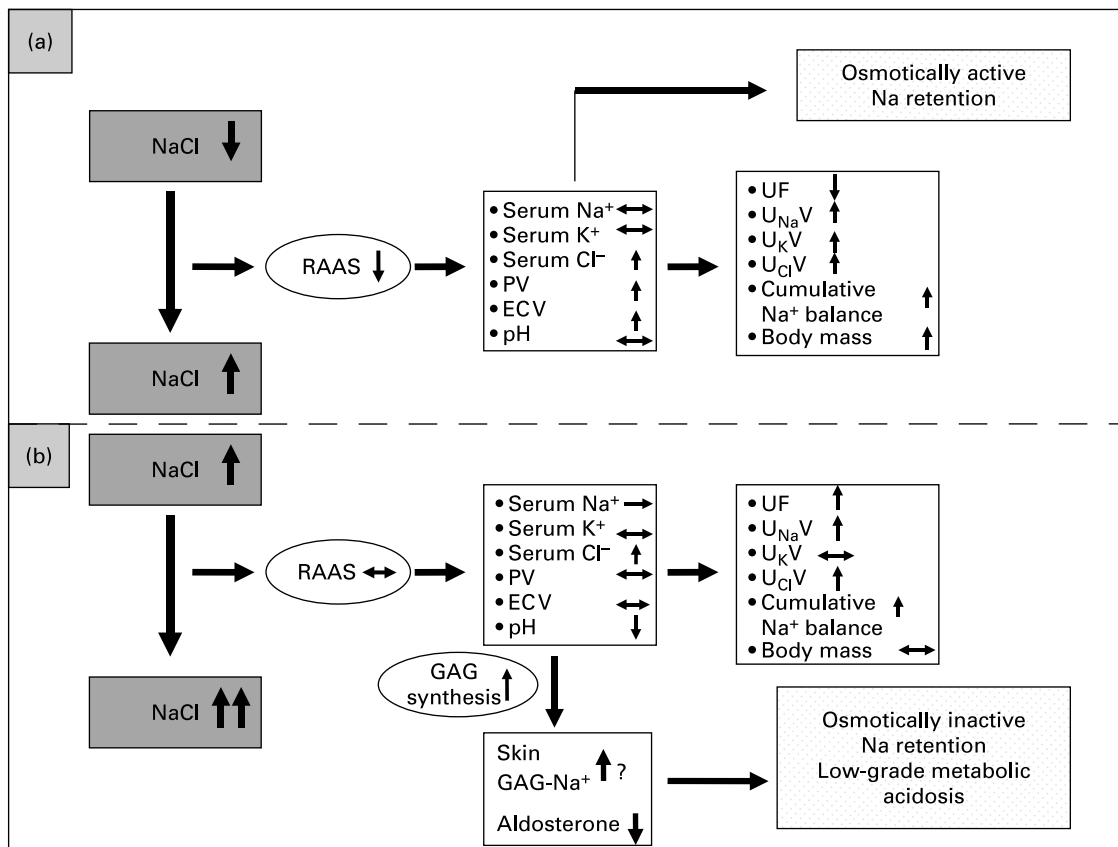 (a)
NaCl
RAAS
NaCl
• Serum Na⁺
• Serum K⁺
• Serum Cl⁻
• PV
• ECV
• pH
Osmotically active
Na retention
• UF
• U_NaV
• U_KV
• U_ClV
• Cumulative
Na⁺ balance
• Body mass
(b)
NaCl
RAAS
NaCl
• Serum Na⁺
• Serum K⁺
• Serum Cl⁻
• PV
• ECV
• pH
• UF
• U_NaV
• U_KV
• U_ClV
• Cumulative
Na⁺ balance
• Body mass
GAG
synthesis
Skin
GAG-Na⁺ ?
Aldosterone
Osmotically inactive
Na retention
Low-grade metabolic
acidosis